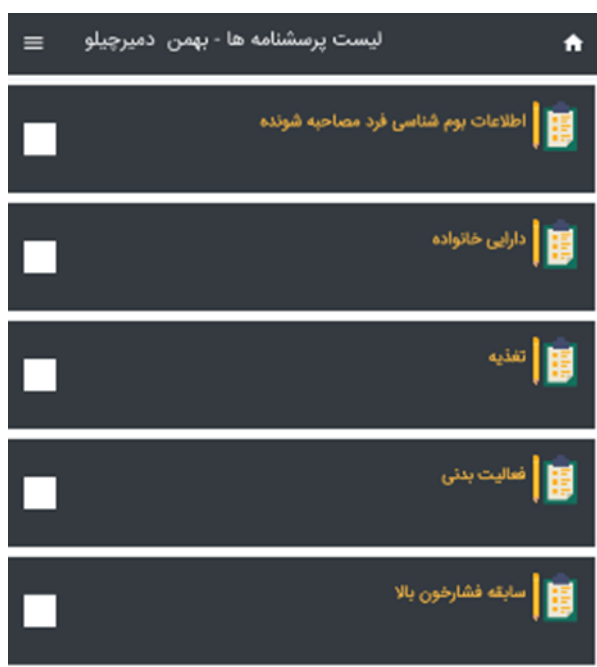 لیست پرسشنامه ها - بهمن دمیرچیلو
اطلاعات بوم شناسی فرد مصاحبه شونده
دارایی خانواده
تغذیه
فعالیت بدنی
سابقه فشارخون بالا